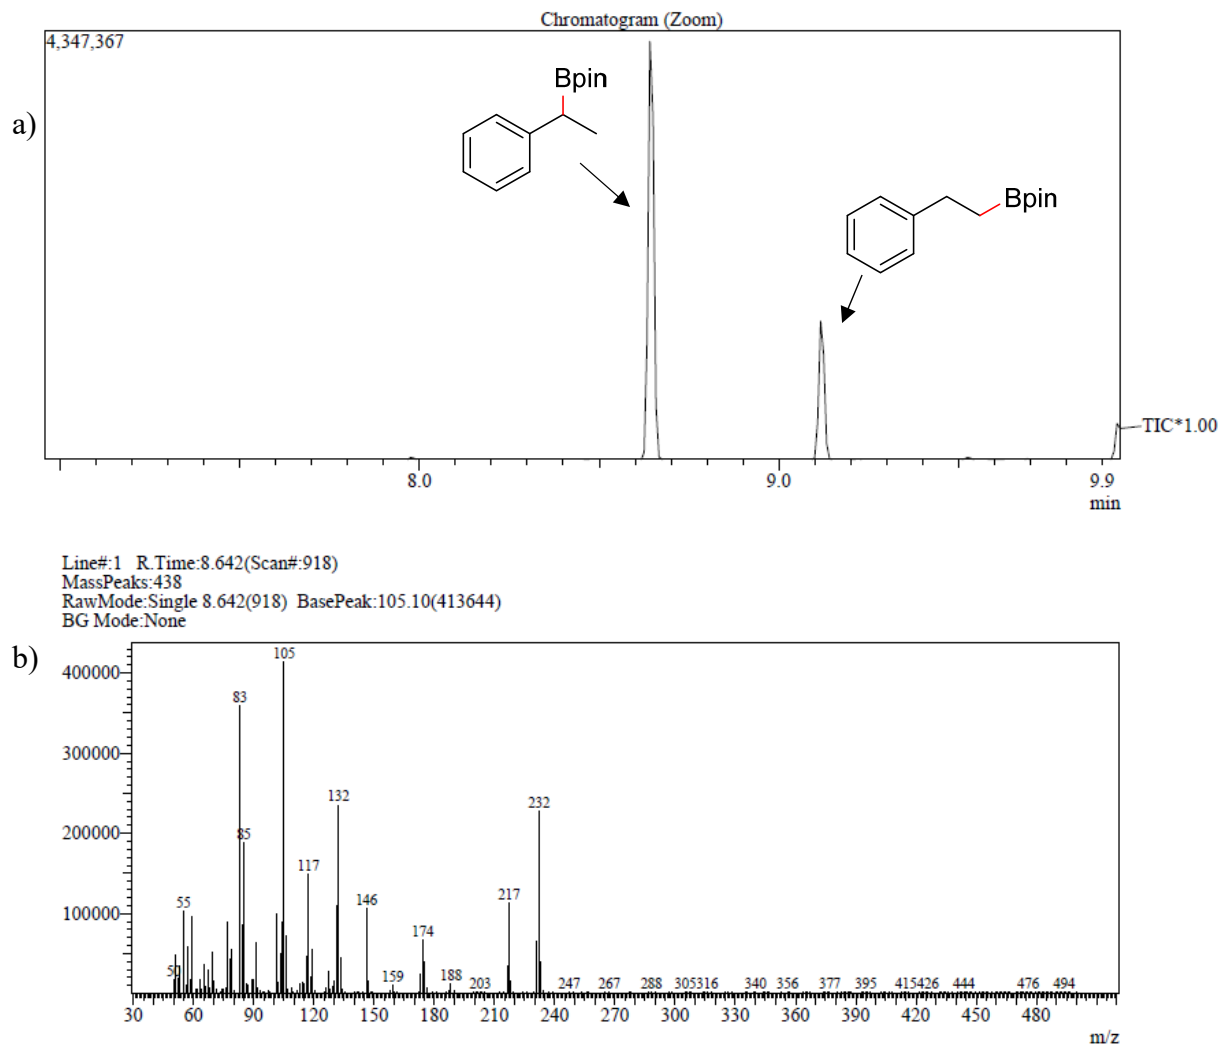 Chromatogram (Zoom)
4,347,367
a)
Bpin
Bpin
TIC*1.00
8.0 9.0 9.9
min
Line#:1 R.Time:8.642(Scan#:918)
MassPeaks:438
RawMode:Single 8.642(918) BasePeak:105.10(413644)
BG Mode:None
b)
400000
300000
200000
100000
105
83
132
232
85
117
55
146
217
174
50
159 188 203 247 267 288 305316 340 356 377 395 415426 444 476 494
30 60 90 120 150 180 210 240 270 300 330 360 390 420 450 480
m/z